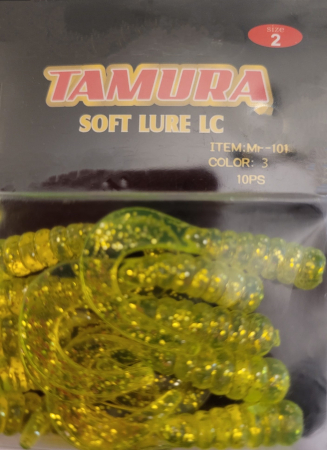 size
2
TAMURA
SOFT LURE LC
ITEM:Mr-101
COLOR: 3
10PS